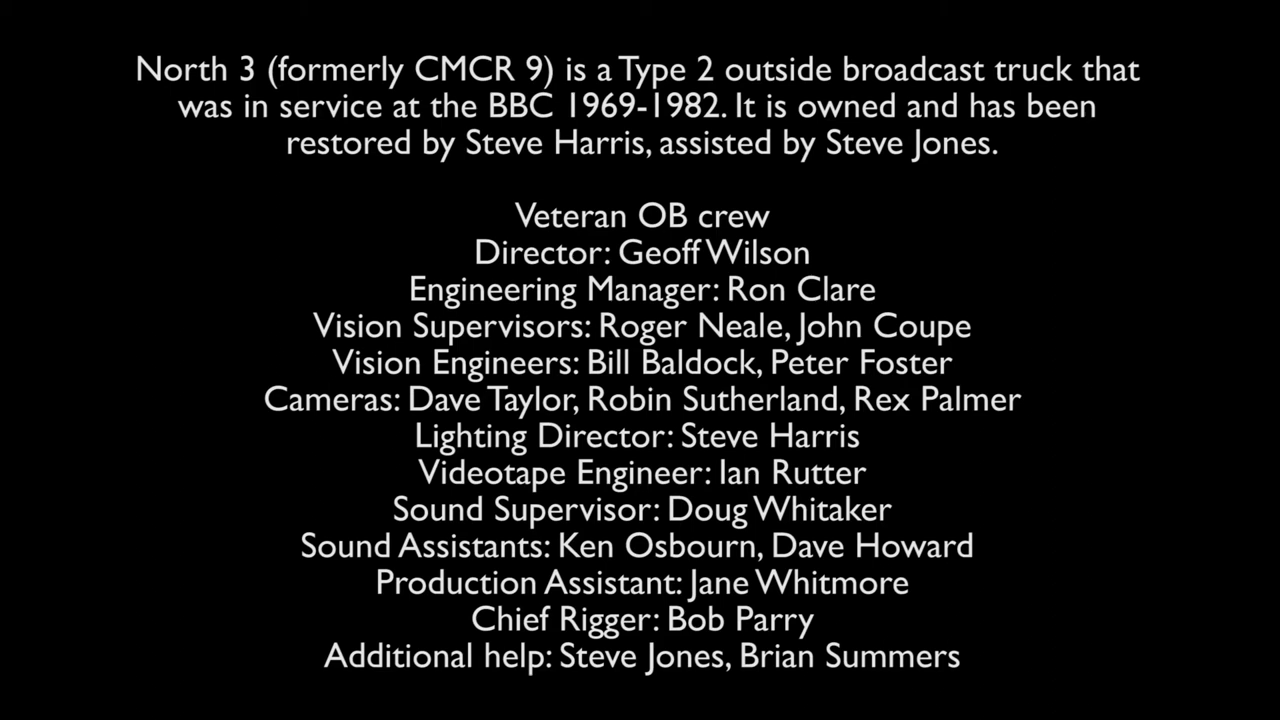 North 3 (formerly CMCR 9) is a Type 2 outside broadcast truck that
was in service at the BBC 1969-1982. It is owned and has been
restored by Steve Harris, assisted by Steve Jones.
Veteran OB crew
Director: Geoff Wilson
Engineering Manager: Ron Clare
Vision Supervisors: Roger Neale, John Coupe
Vision Engineers: Bill Baldock, Peter Foster
Cameras: Dave Taylor, Robin Sutherland, Rex Palmer
Lighting Director: Steve Harris
Videotape Engineer: Ian Rutter
Sound Supervisor: Doug Whitaker
Sound Assistants: Ken Osbourn, Dave Howard
Production Assistant: Jane Whitmore
Chief Rigger: Bob Parry
Additional help: Steve Jones, Brian Summers